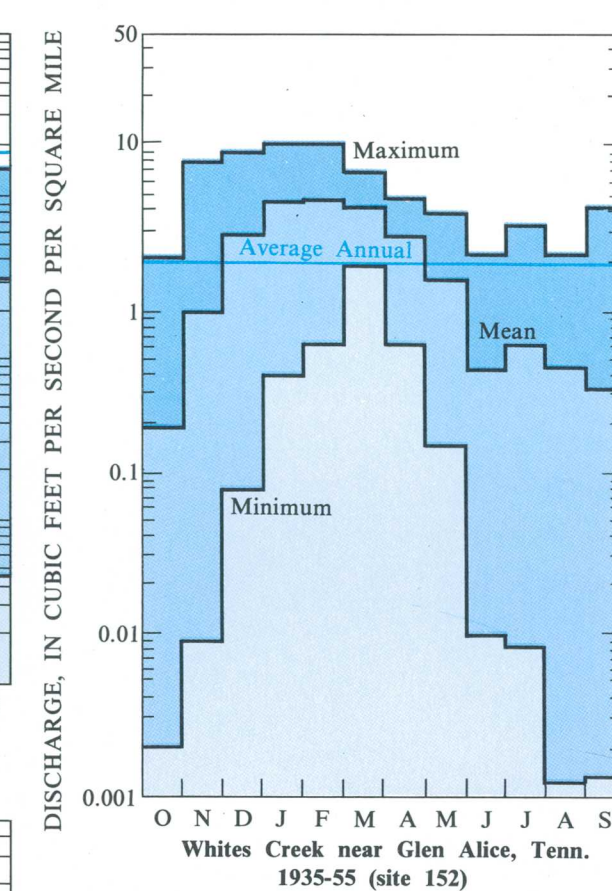 DISCHARGE, IN CUBIC FEET PER SECOND PER SQUARE MILE
50
10
1
0.1
0.01
0.001
Maximum
Average Annual
Mean
Minimum
O N D J F M A M J J A S
Whites Creek near Glen Alice, Tenn.
1935-55 (site 152)